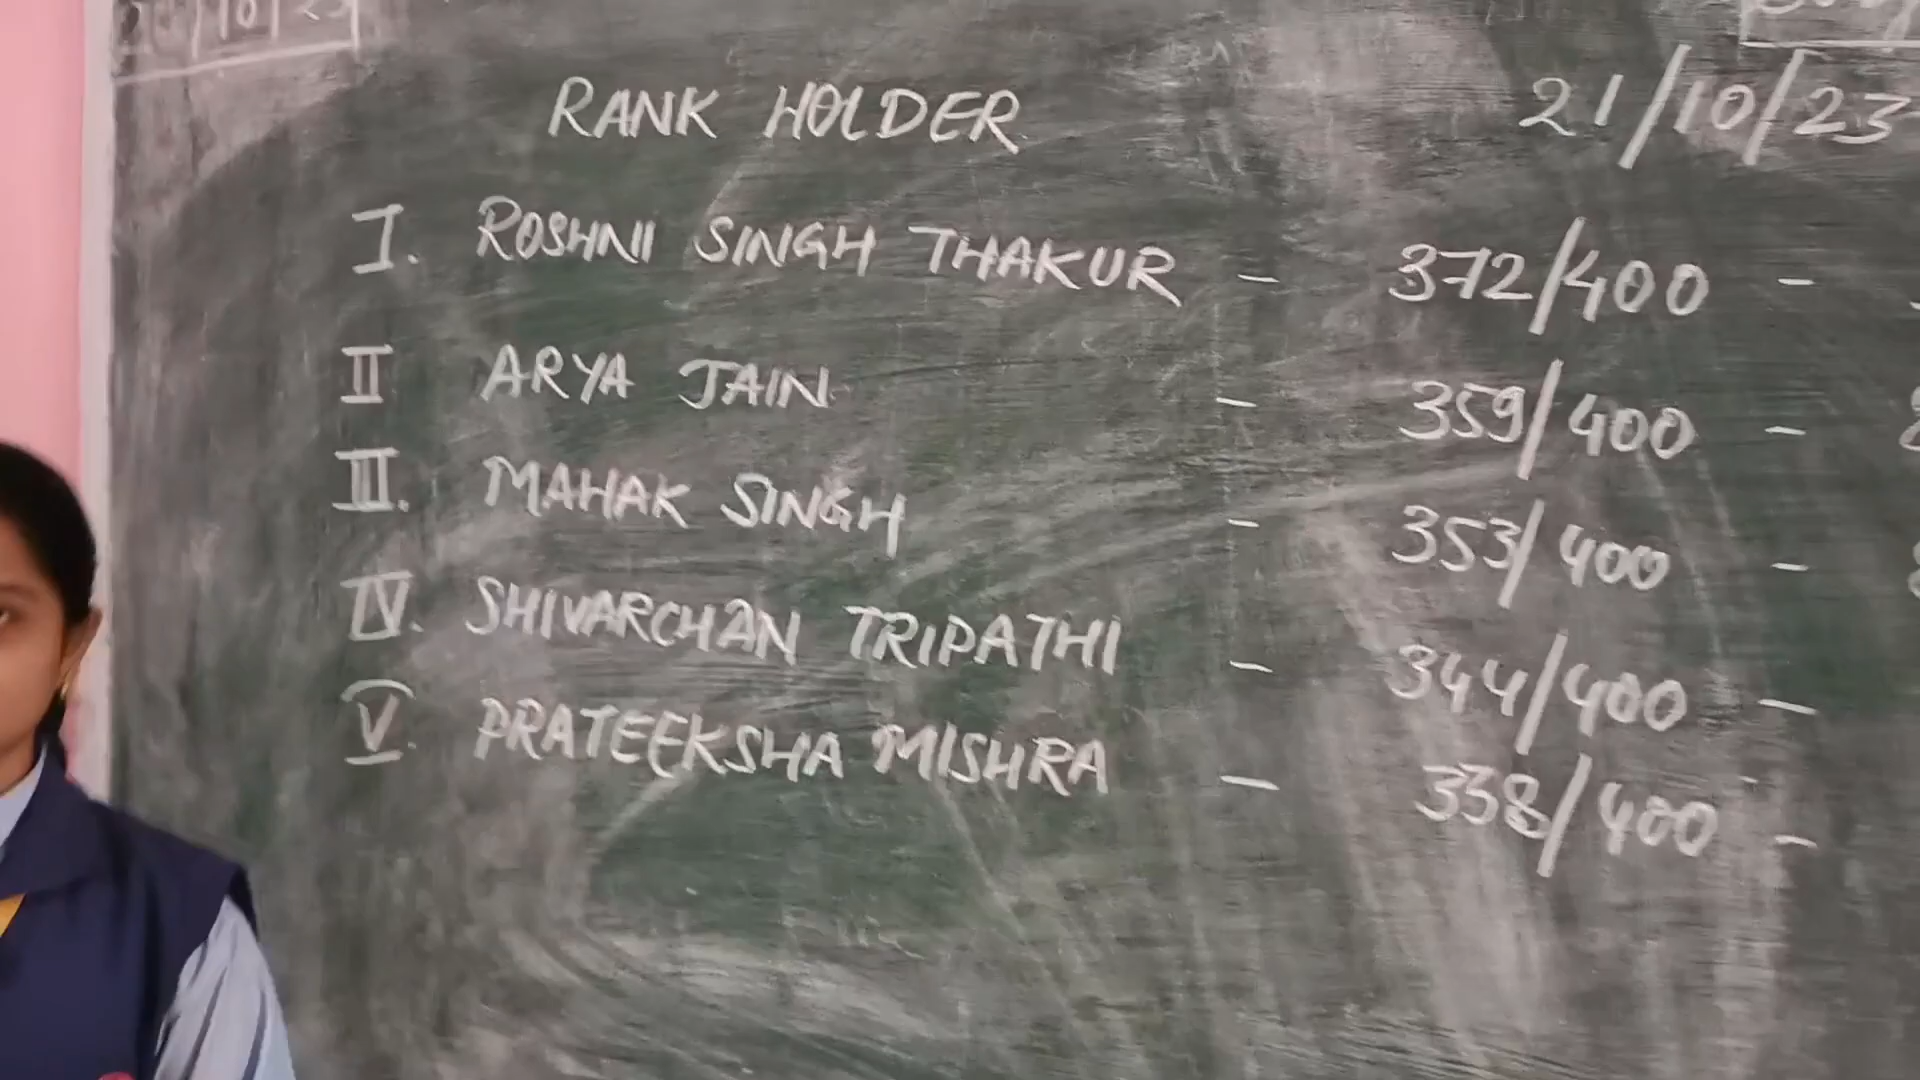 RANK HOLDER
21/10/23
I. ROSHNI SINGH THAKUR - 372/400 -
II ARYA JAIN - 359/400 -
III. MAHAK SINGH - 353/400 -
IV. SHIVARCHAN TRIPATHI - 344/400 -
V. PRATEEKSHA MISHRA - 338/400 -